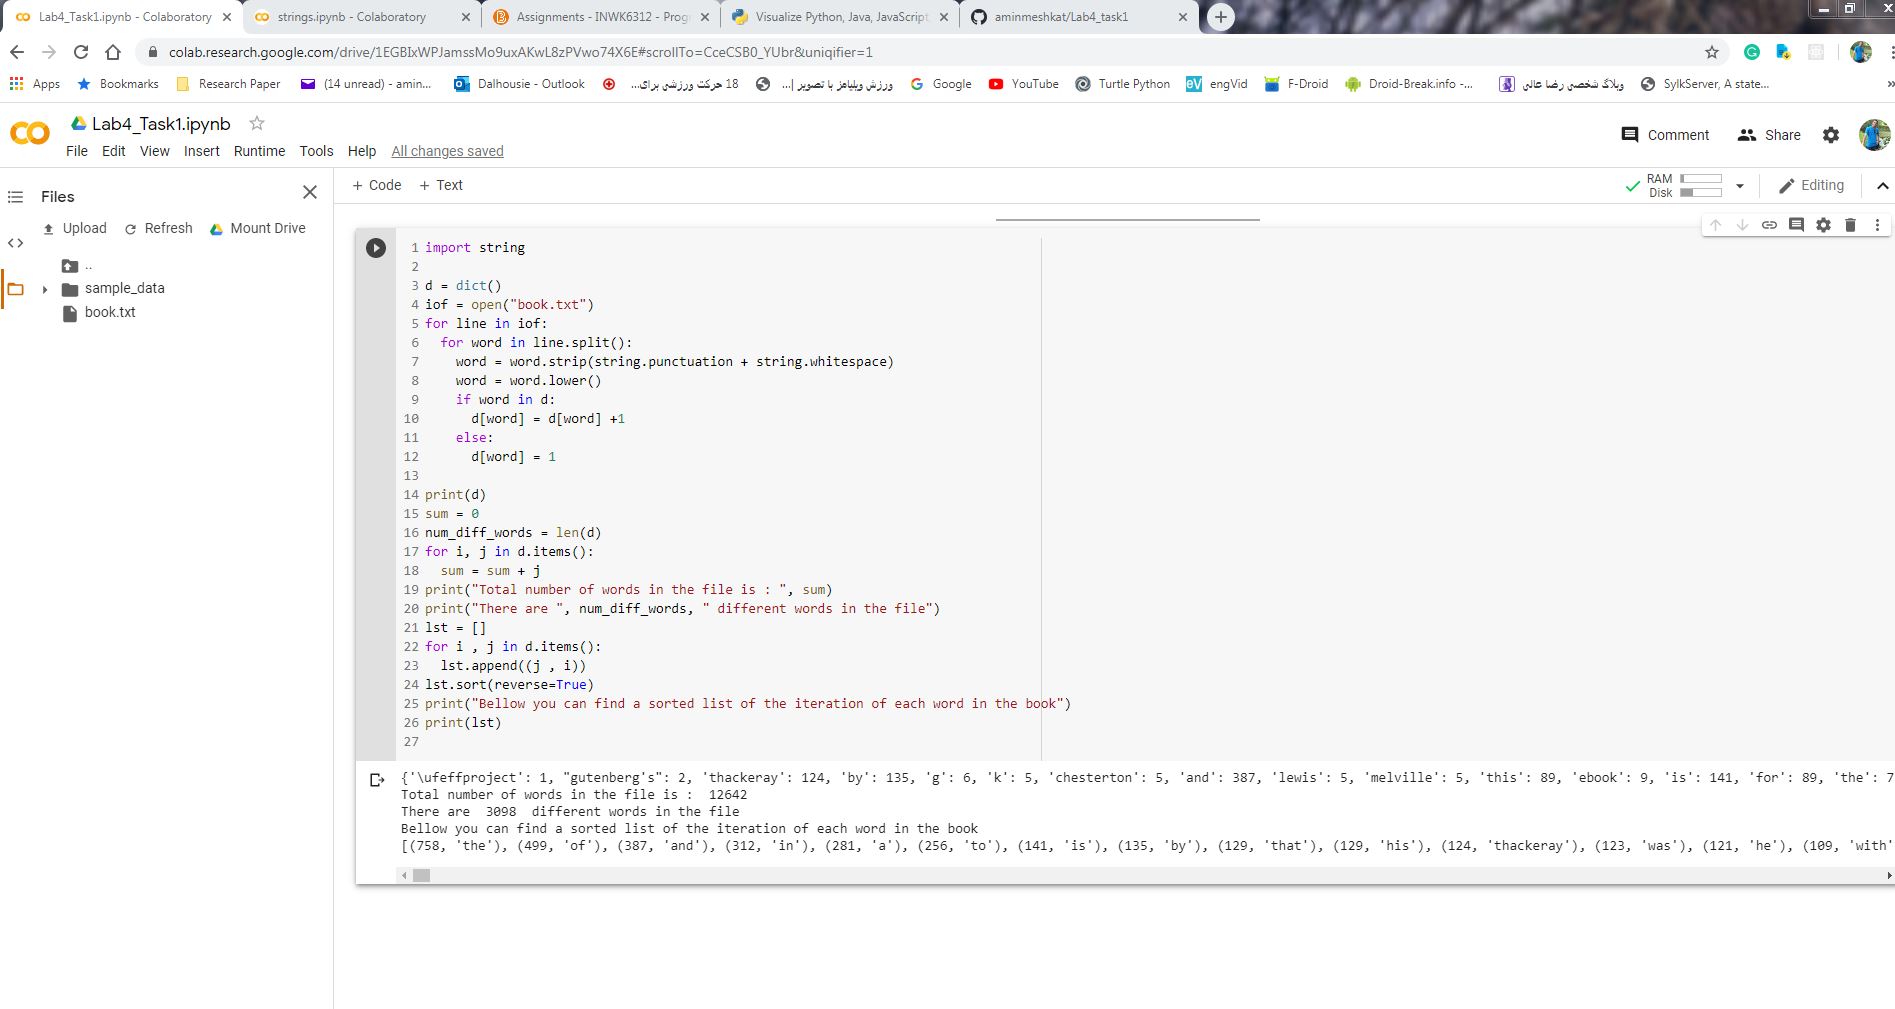 Lab4_Task1.ipynb - Colaboratory
strings.ipynb - Colaboratory
Assignments - INWK6312 - Prog
Visualize Python, Java, JavaScript,
aminmeshkat/Lab4_task1
colab.research.google.com/drive/1EGBIxWPJamssMo9uxAKwL8zPVwo74X6E#scrollTo=CceCSB0_YUbr&uniqifier=1
Apps Bookmarks Research Paper (14 unread) - amin... Dalhousie - Outlook 18 حرکت ورزشی برای... ورزش ویلیامز با تصویر |... Google YouTube Turtle Python engVid F-Droid Droid-Break.info -... وبلاگ شخصی رضا عالی SylkServer, A state... »
Lab4_Task1.ipynb
Comment Share
File Edit View Insert Runtime Tools Help All changes saved
Files
+ Code + Text
RAM
Disk
Editing
Upload Refresh Mount Drive
..
sample_data
book.txt
1 import string
2
3 d = dict()
4 iof = open("book.txt")
5 for line in iof:
6 for word in line.split():
7 word = word.strip(string.punctuation + string.whitespace)
8 word = word.lower()
9 if word in d:
10 d[word] = d[word] +1
11 else:
12 d[word] = 1
13
14 print(d)
15 sum = 0
16 num_diff_words = len(d)
17 for i, j in d.items():
18 sum = sum + j
19 print("Total number of words in the file is : ", sum)
20 print("There are ", num_diff_words, " different words in the file")
21 lst = []
22 for i , j in d.items():
23 lst.append((j , i))
24 lst.sort(reverse=True)
25 print("Bellow you can find a sorted list of the iteration of each word in the book")
26 print(lst)
27
{'\ufeffproject': 1, "gutenberg's": 2, 'thackeray': 124, 'by': 135, 'g': 6, 'k': 5, 'chesterton': 5, 'and': 387, 'lewis': 5, 'melville': 5, 'this': 89, 'ebook': 9, 'is': 141, 'for': 89, 'the': 7
Total number of words in the file is :  12642
There are  3098  different words in the file
Bellow you can find a sorted list of the iteration of each word in the book
[(758, 'the'), (499, 'of'), (387, 'and'), (312, 'in'), (281, 'a'), (256, 'to'), (141, 'is'), (135, 'by'), (129, 'that'), (129, 'his'), (124, 'thackeray'), (123, 'was'), (121, 'he'), (109, 'with'